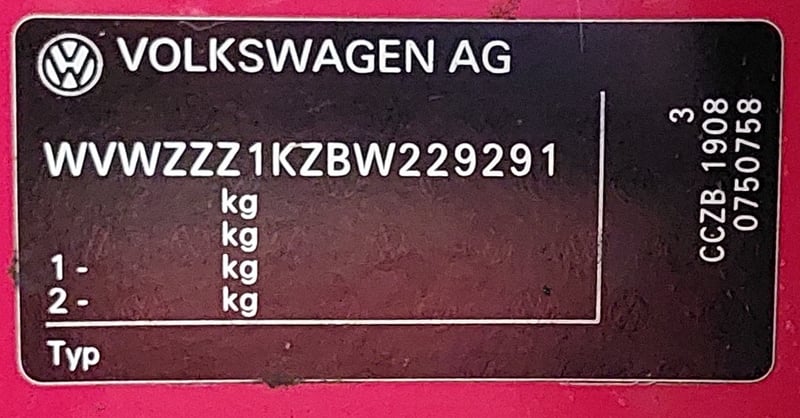 VOLKSWAGEN AG
WVWZZZ1KZBW229291
kg
kg
1- kg
2- kg
Typ
3
CCZB 1908
0750758